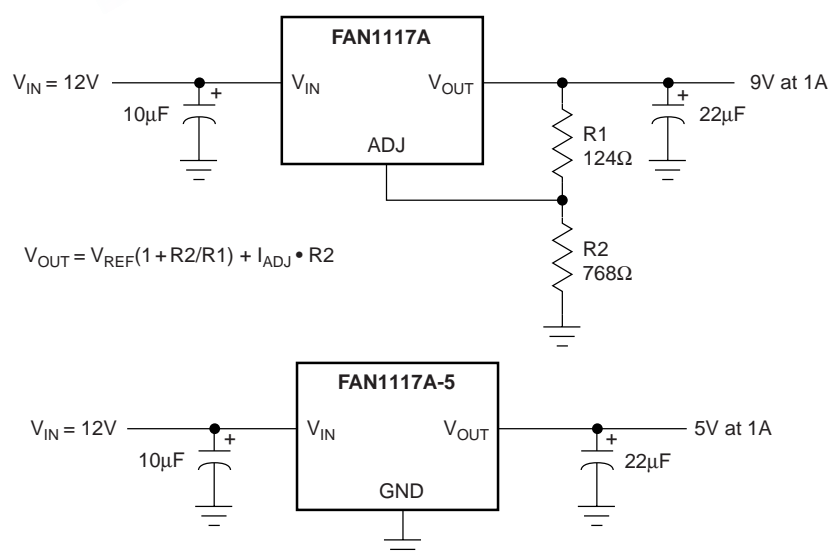 FAN1117A
V_IN = 12V
V_IN
V_OUT
9V at 1A
10μF
+
ADJ
R1
124Ω
+
22μF
V_OUT = V_REF(1 + R2/R1) + I_ADJ • R2
R2
768Ω
FAN1117A-5
V_IN = 12V
V_IN
V_OUT
5V at 1A
10μF
+
GND
+
22μF